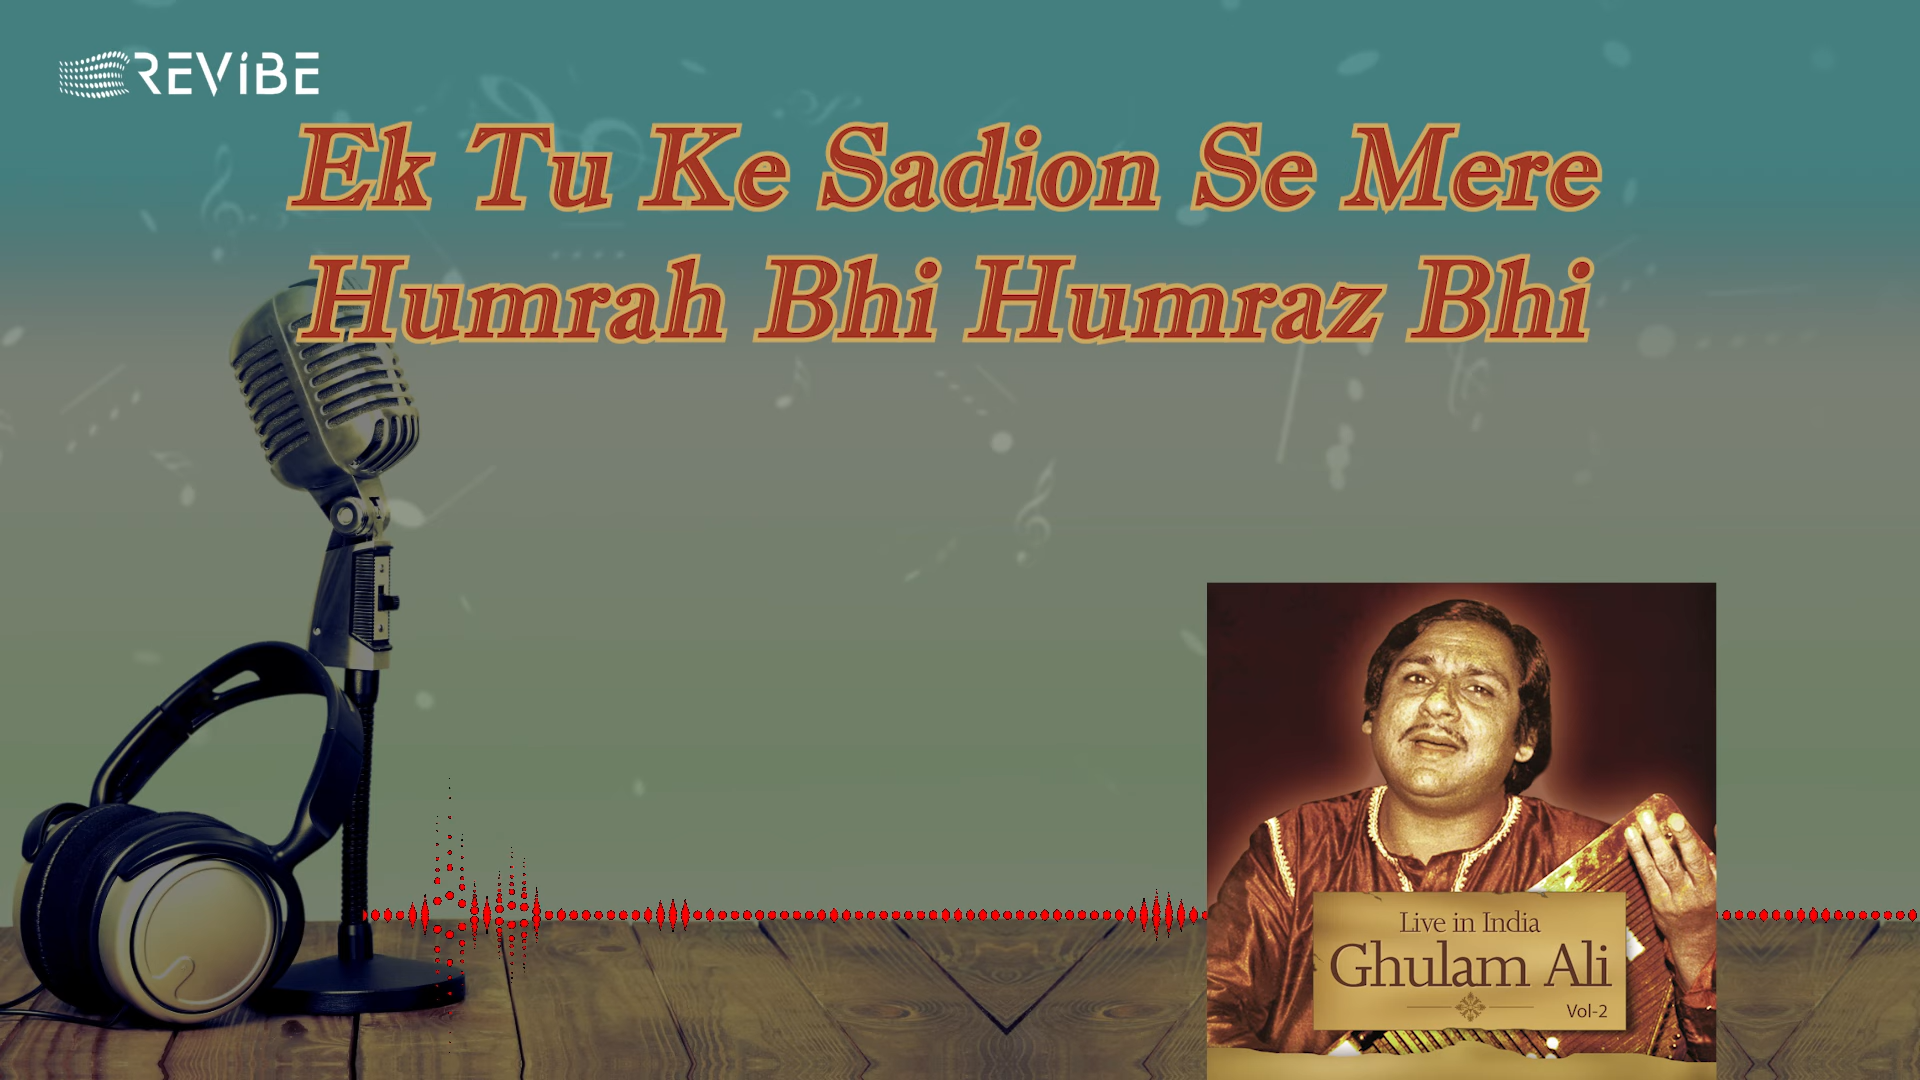 REViBE
Ek Tu Ke Sadion Se Mere
Humrah Bhi Humraz Bhi
Live in India
Ghulam Ali
Vol-2